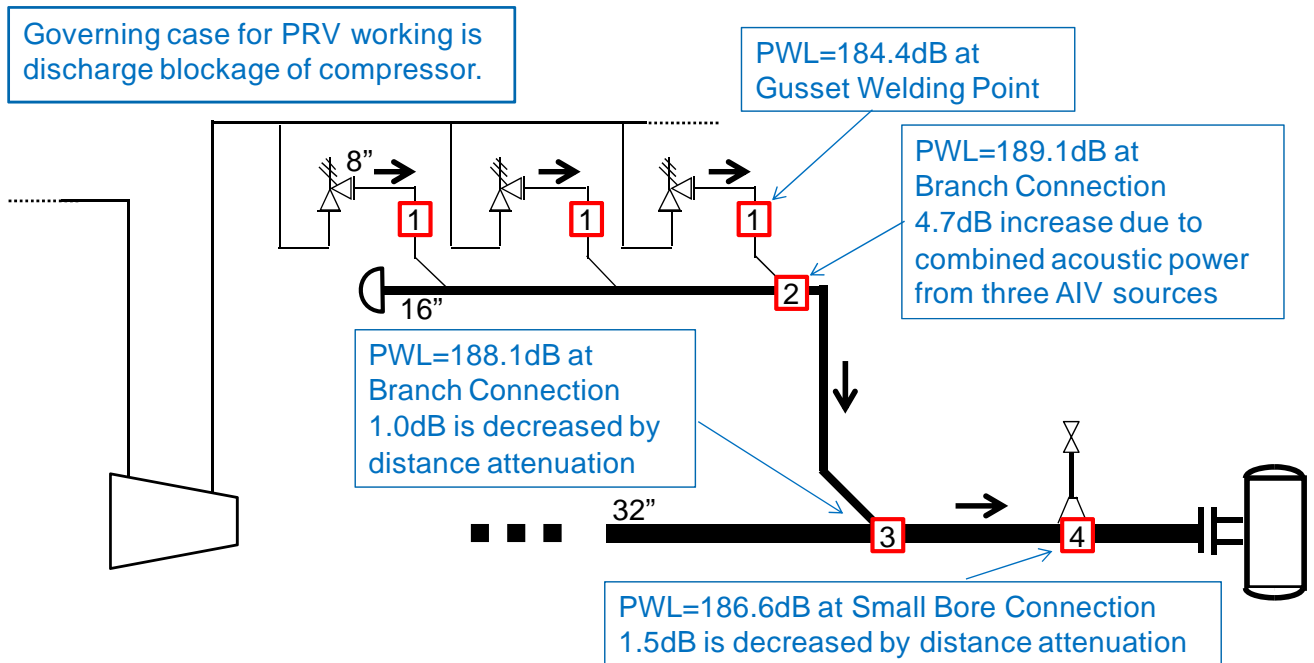 Governing case for PRV working is
discharge blockage of compressor.
PWL=184.4dB at
Gusset Welding Point
8”
PWL=189.1dB at
Branch Connection
4.7dB increase due to
combined acoustic power
from three AIV sources
1
1
1
2
16”
PWL=188.1dB at
Branch Connection
1.0dB is decreased by
distance attenuation
32”
3
4
PWL=186.6dB at Small Bore Connection
1.5dB is decreased by distance attenuation